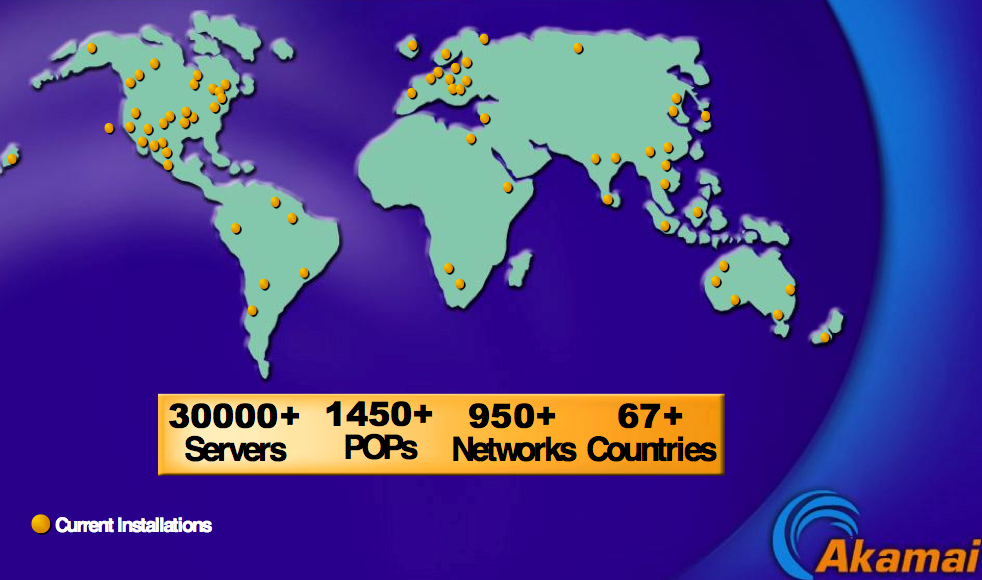 30000+ 1450+ 950+ 67+
Servers POPs Networks Countries
Current Installations
Akamai